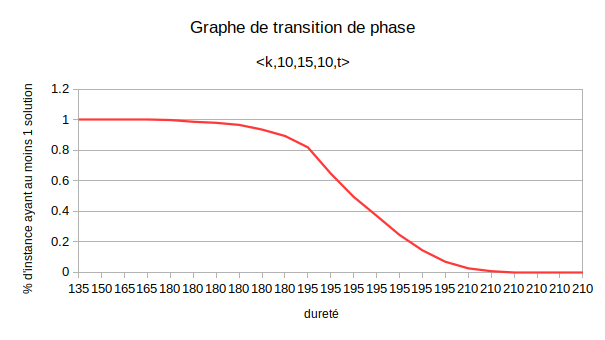 Graphe de transition de phase
<k,10,15,10,t>
% d'instance ayant au moins 1 solution
1.2
1
0.8
0.6
0.4
0.2
0
135 150 165 165 180 180 180 180 180 180 195 195 195 195 195 195 195 210 210 210 210 210 210
dureté